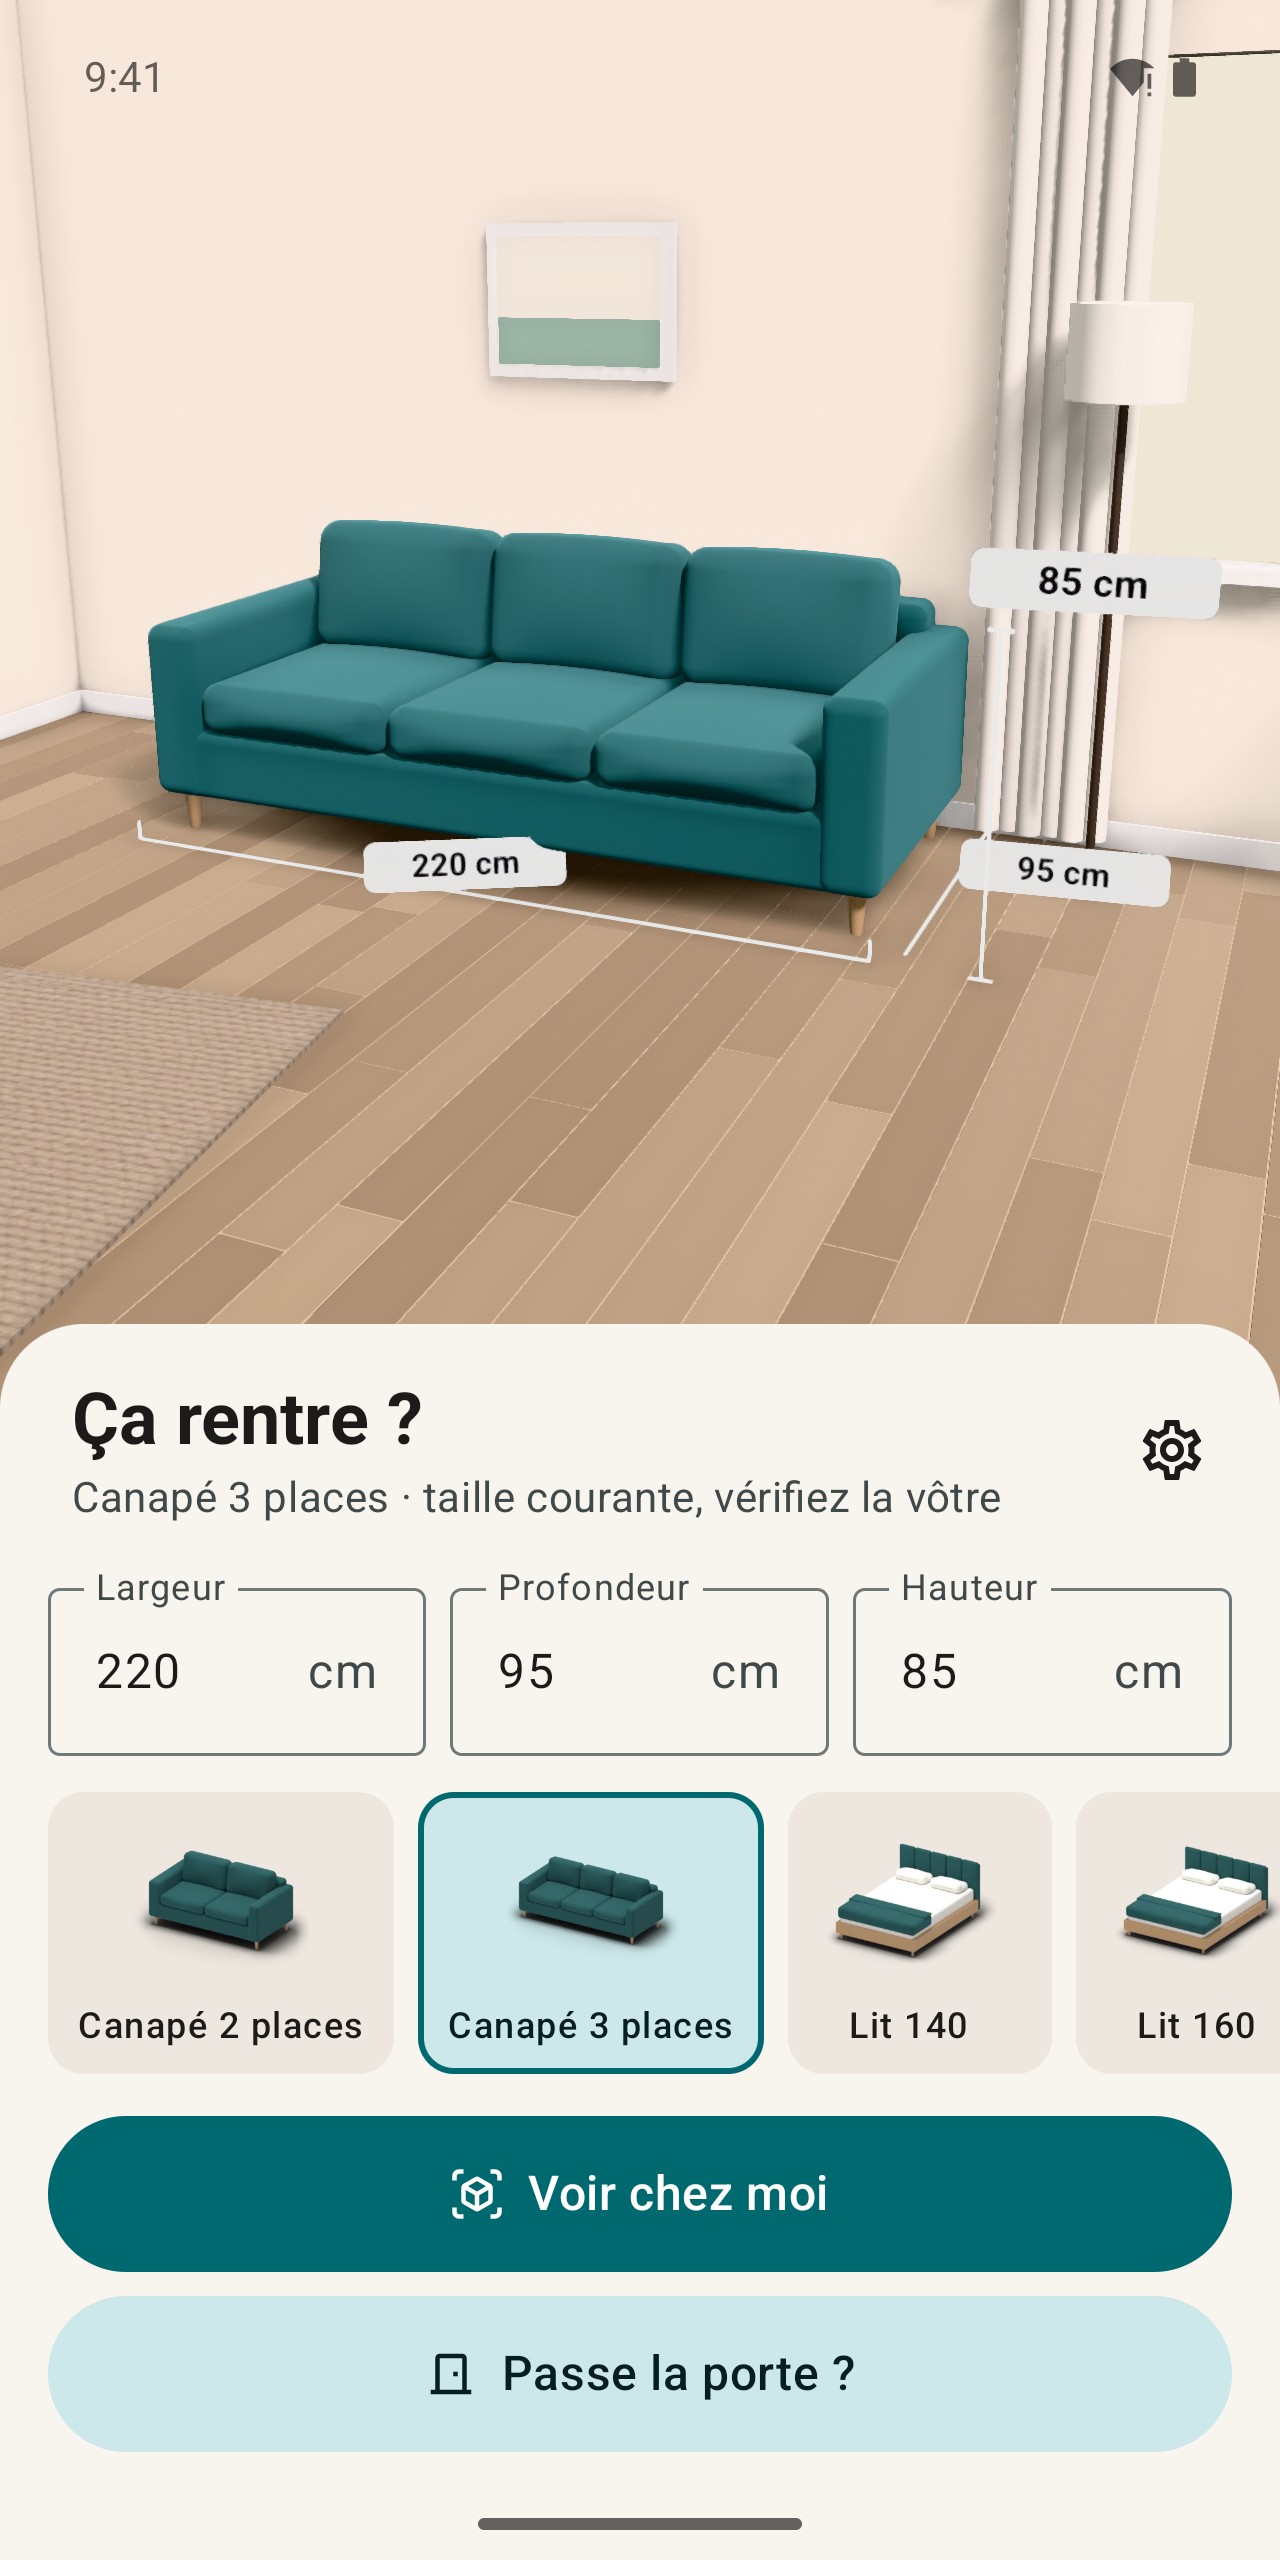 9:41
85 cm
220 cm
95 cm
Ça rentre ?
Canapé 3 places · taille courante, vérifiez la vôtre
Largeur
Profondeur
Hauteur
220 cm
95 cm
85 cm
Canapé 2 places
Canapé 3 places
Lit 140
Lit 160
Voir chez moi
Passe la porte ?